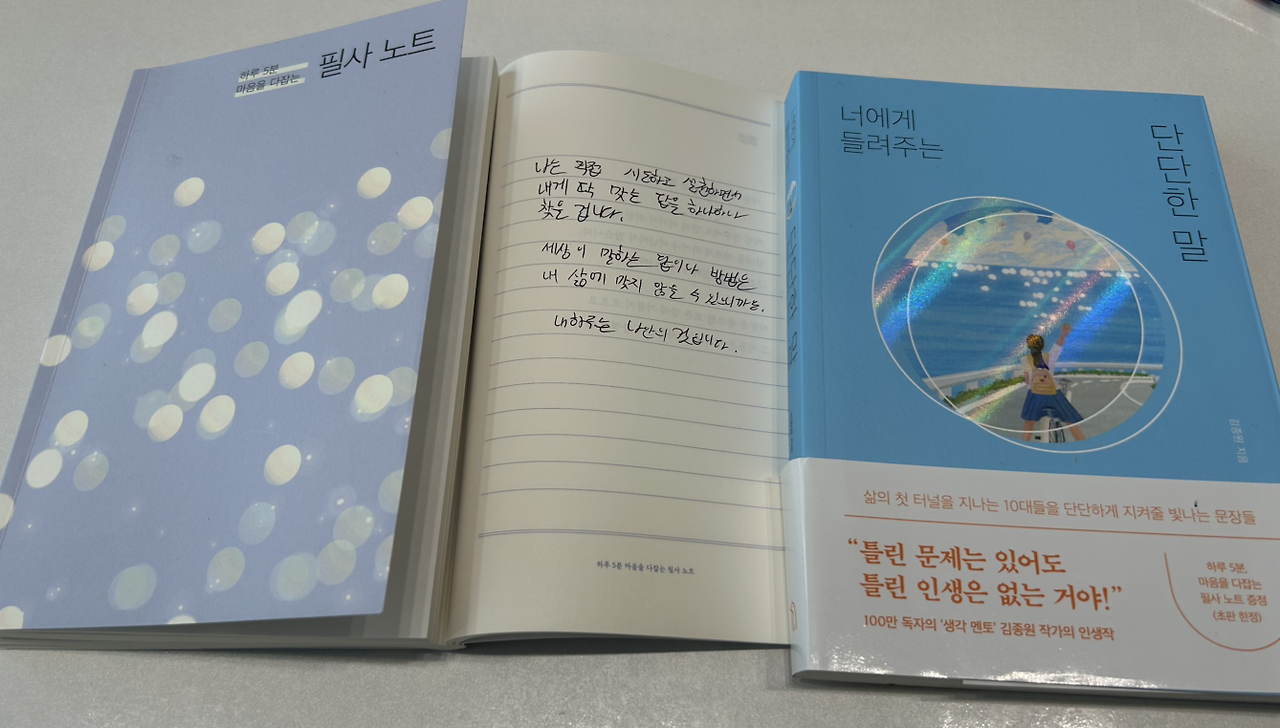 하루 5분
마음을 다잡는
필사 노트
나는 직접 시도하고 실천하면서
내게 딱 맞는 답을 하나하나
찾을 겁니다.
세상이 말하는 답이나 방법은
내 삶에 맞지 않을 수 있으니까요.
내 하루는 나만의 것입니다.
하루 5분 마음을 다잡는 필사 노트
너에게
들려주는
단단한 말
김종원 지음
삶의 첫 터널을 지나는 10대들을 단단하게 지켜줄 빛나는 문장들
“틀린 문제는 있어도
틀린 인생은 없는 거야!”
100만 독자의 ‘생각 멘토’ 김종원 작가의 인생작
하루 5분
마음을 다잡는
필사 노트 증정
(초판 한정)